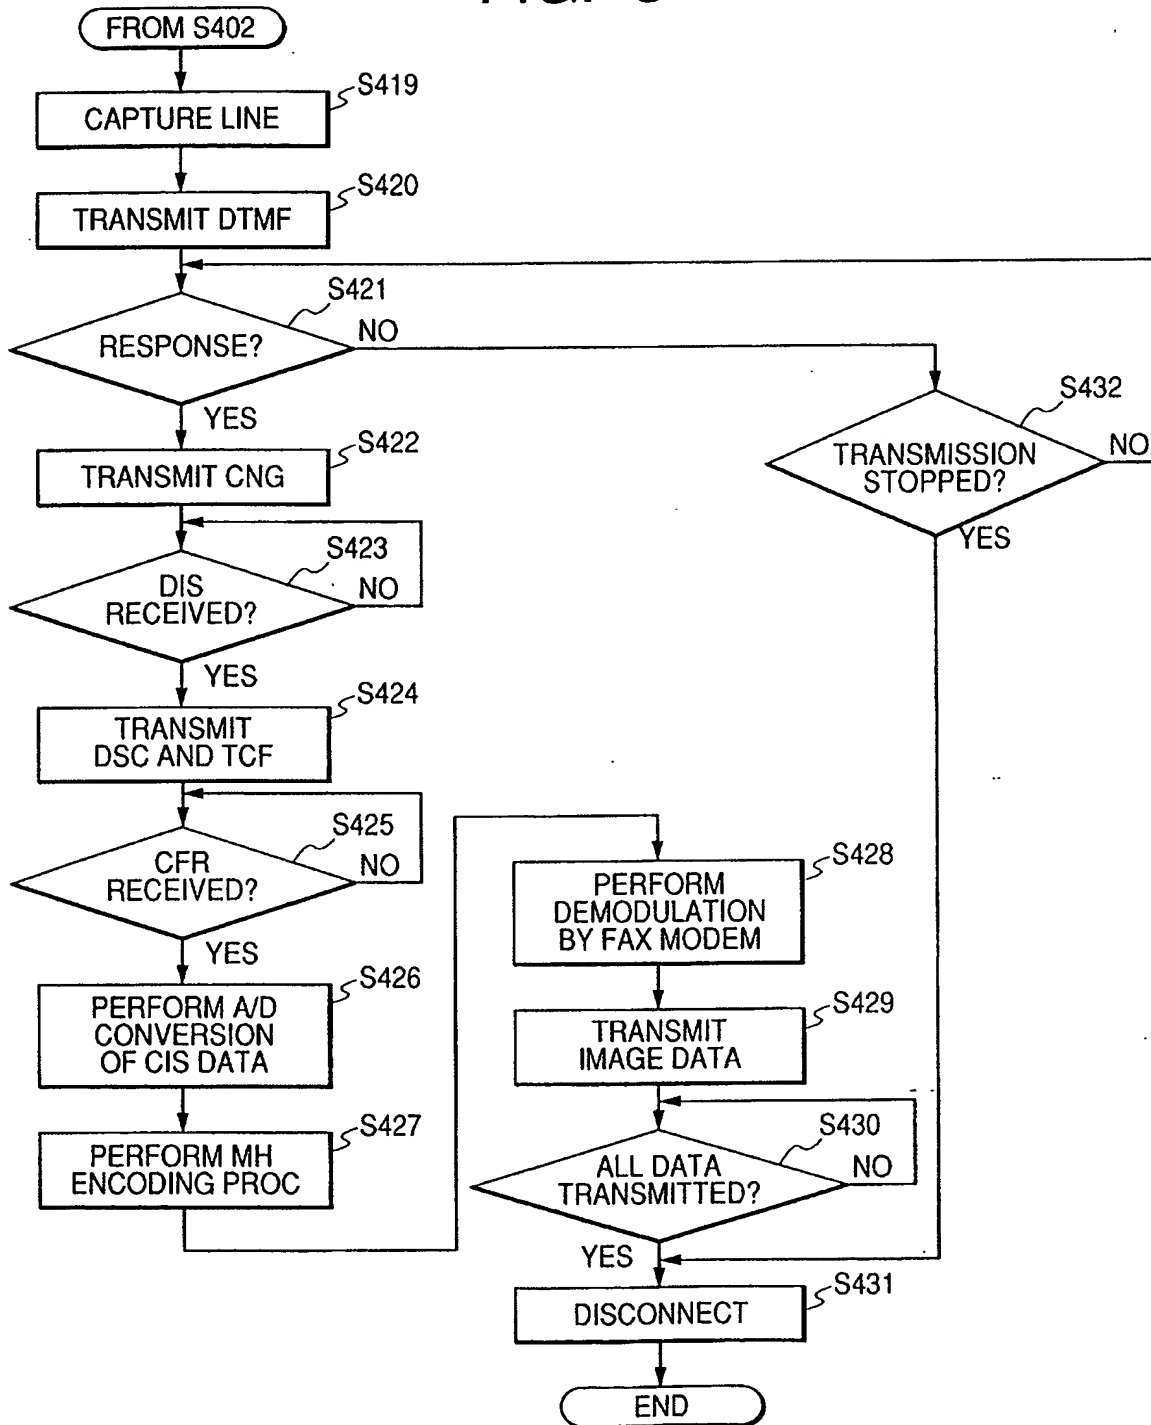 FROM S402
S419
CAPTURE LINE
S420
TRANSMIT DTMF
S421
RESPONSE?
NO
YES
S432
TRANSMISSION
STOPPED?
NO
YES
S422
TRANSMIT CNG
S423
DIS
RECEIVED?
NO
YES
S424
TRANSMIT
DSC AND TCF
S425
CFR
RECEIVED?
NO
YES
S426
PERFORM A/D
CONVERSION
OF CIS DATA
S427
PERFORM MH
ENCODING PROC
S428
PERFORM
DEMODULATION
BY FAX MODEM
S429
TRANSMIT
IMAGE DATA
S430
ALL DATA
TRANSMITTED?
NO
YES
S431
DISCONNECT
END